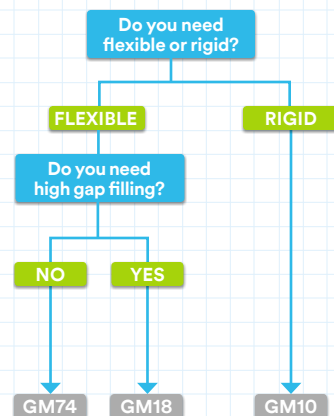 Do you need
flexible or rigid?
FLEXIBLE
RIGID
Do you need
high gap filling?
NO
YES
GM74
GM18
GM10